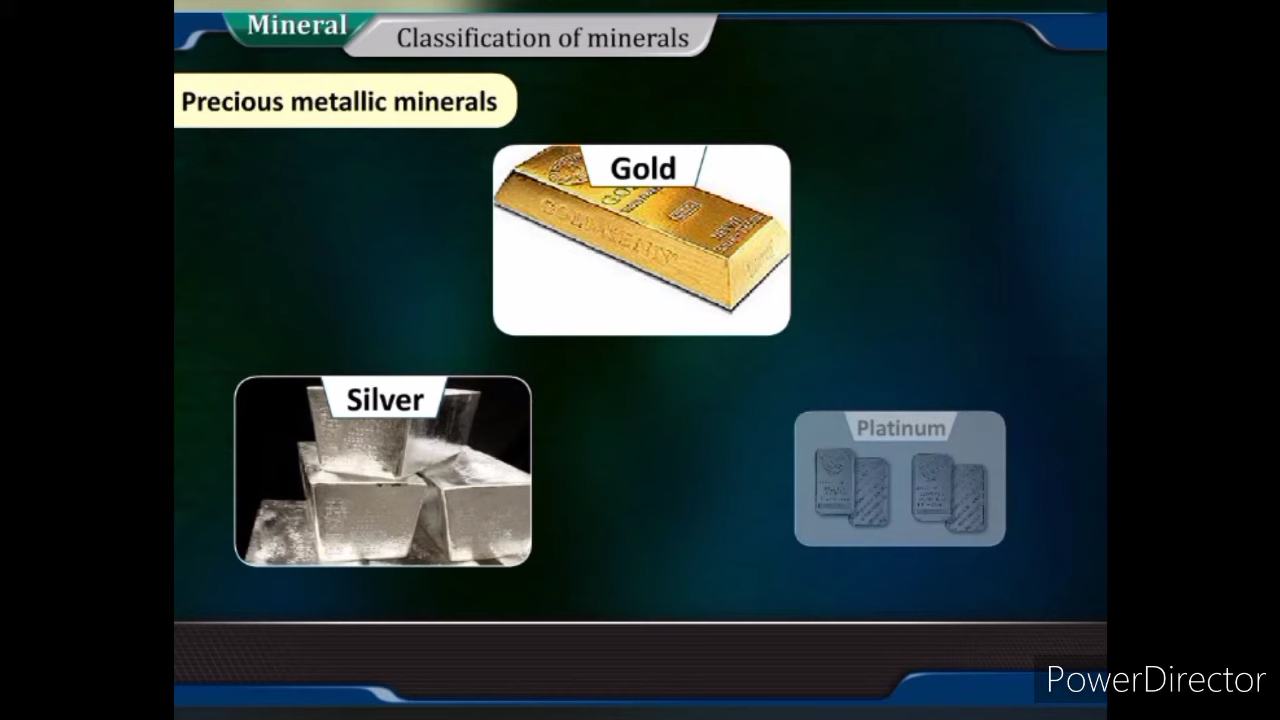 Mineral
Classification of minerals
Precious metallic minerals
Gold
Silver
Platinum
PowerDirector